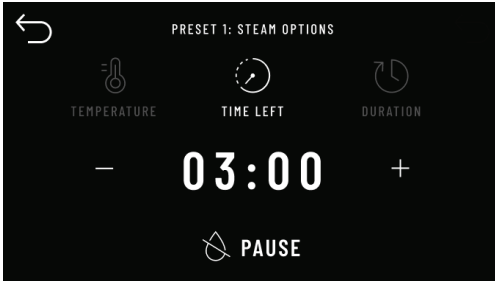 PRESET 1: STEAM OPTIONS
TEMPERATURE TIME LEFT DURATION
− 03:00 +
PAUSE